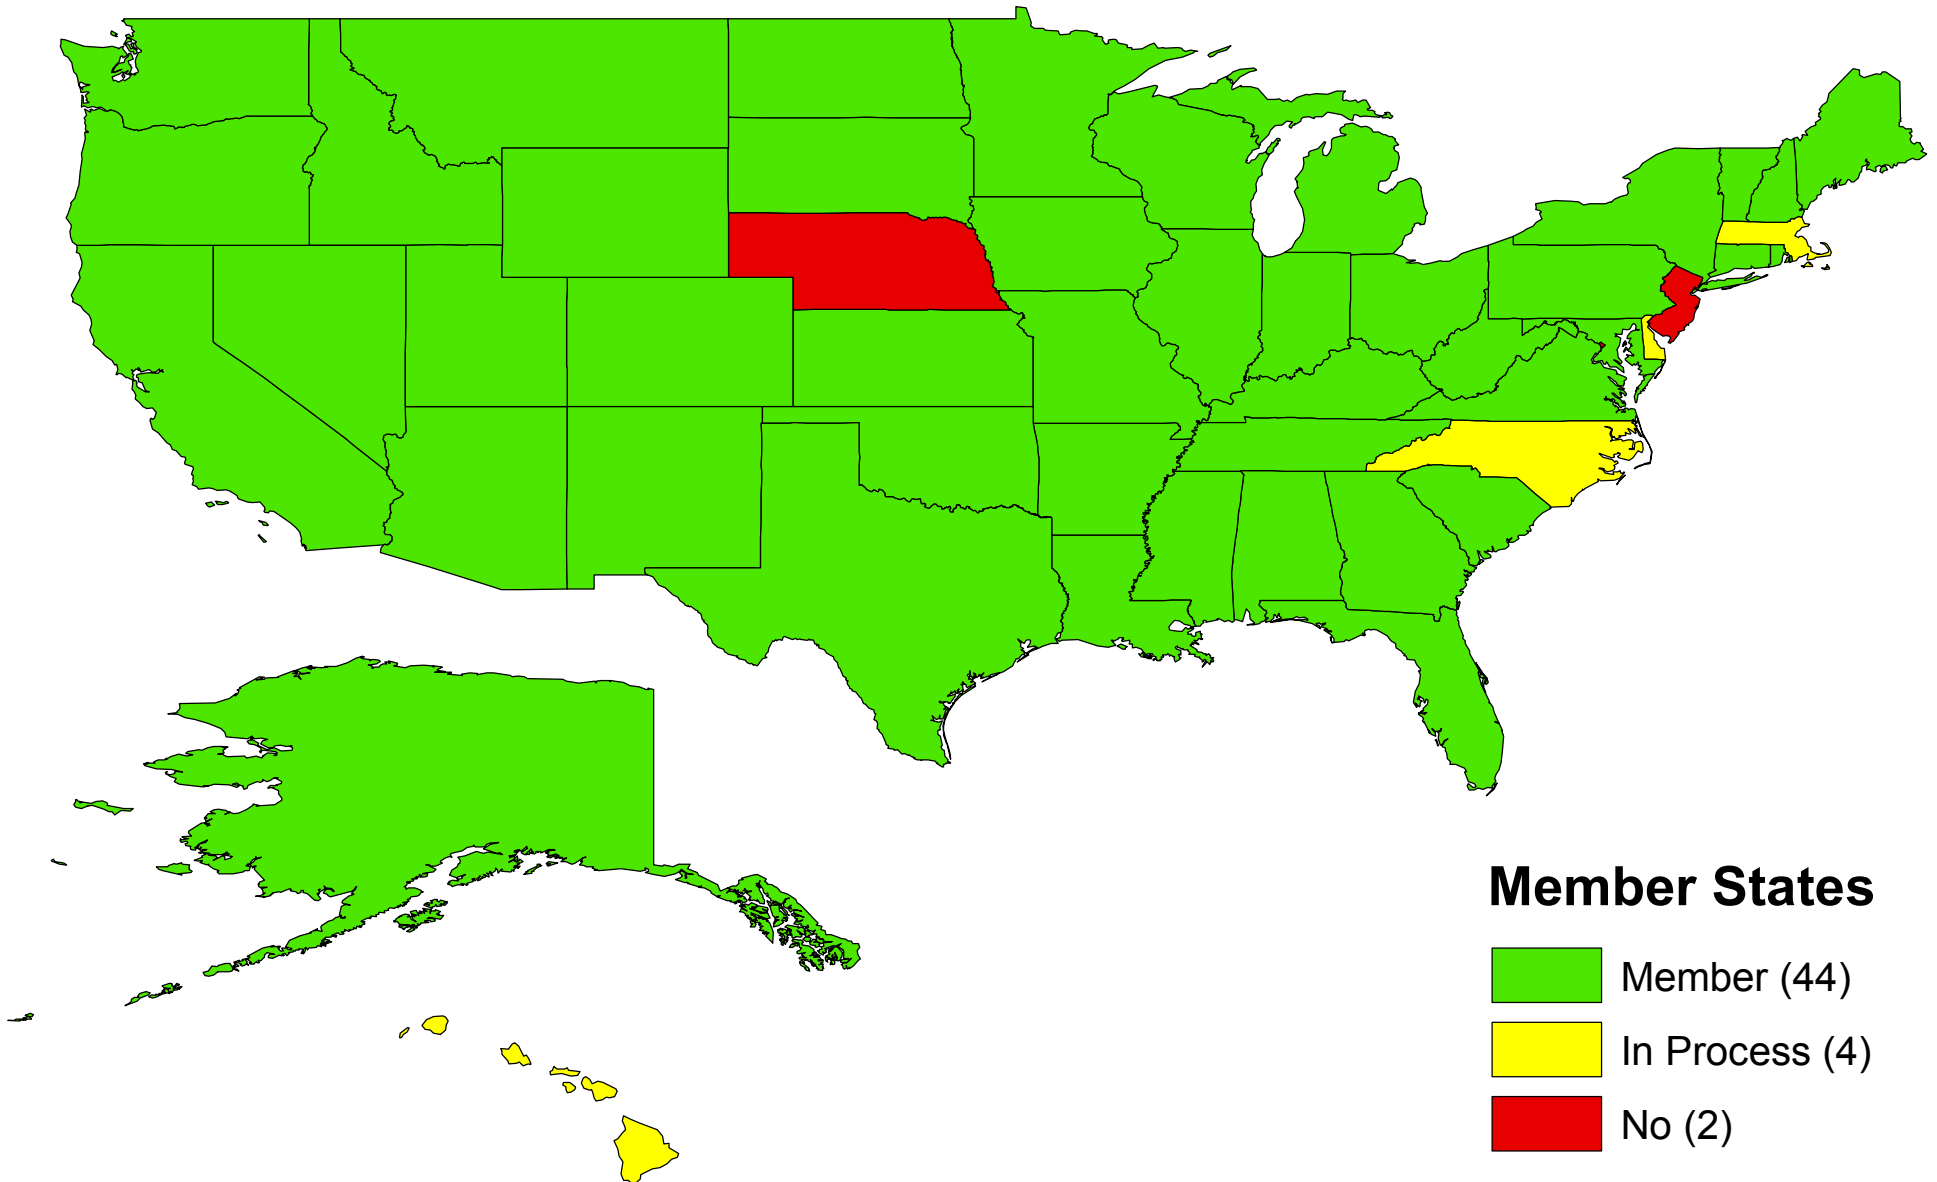 Member States
Member (44)
In Process (4)
No (2)